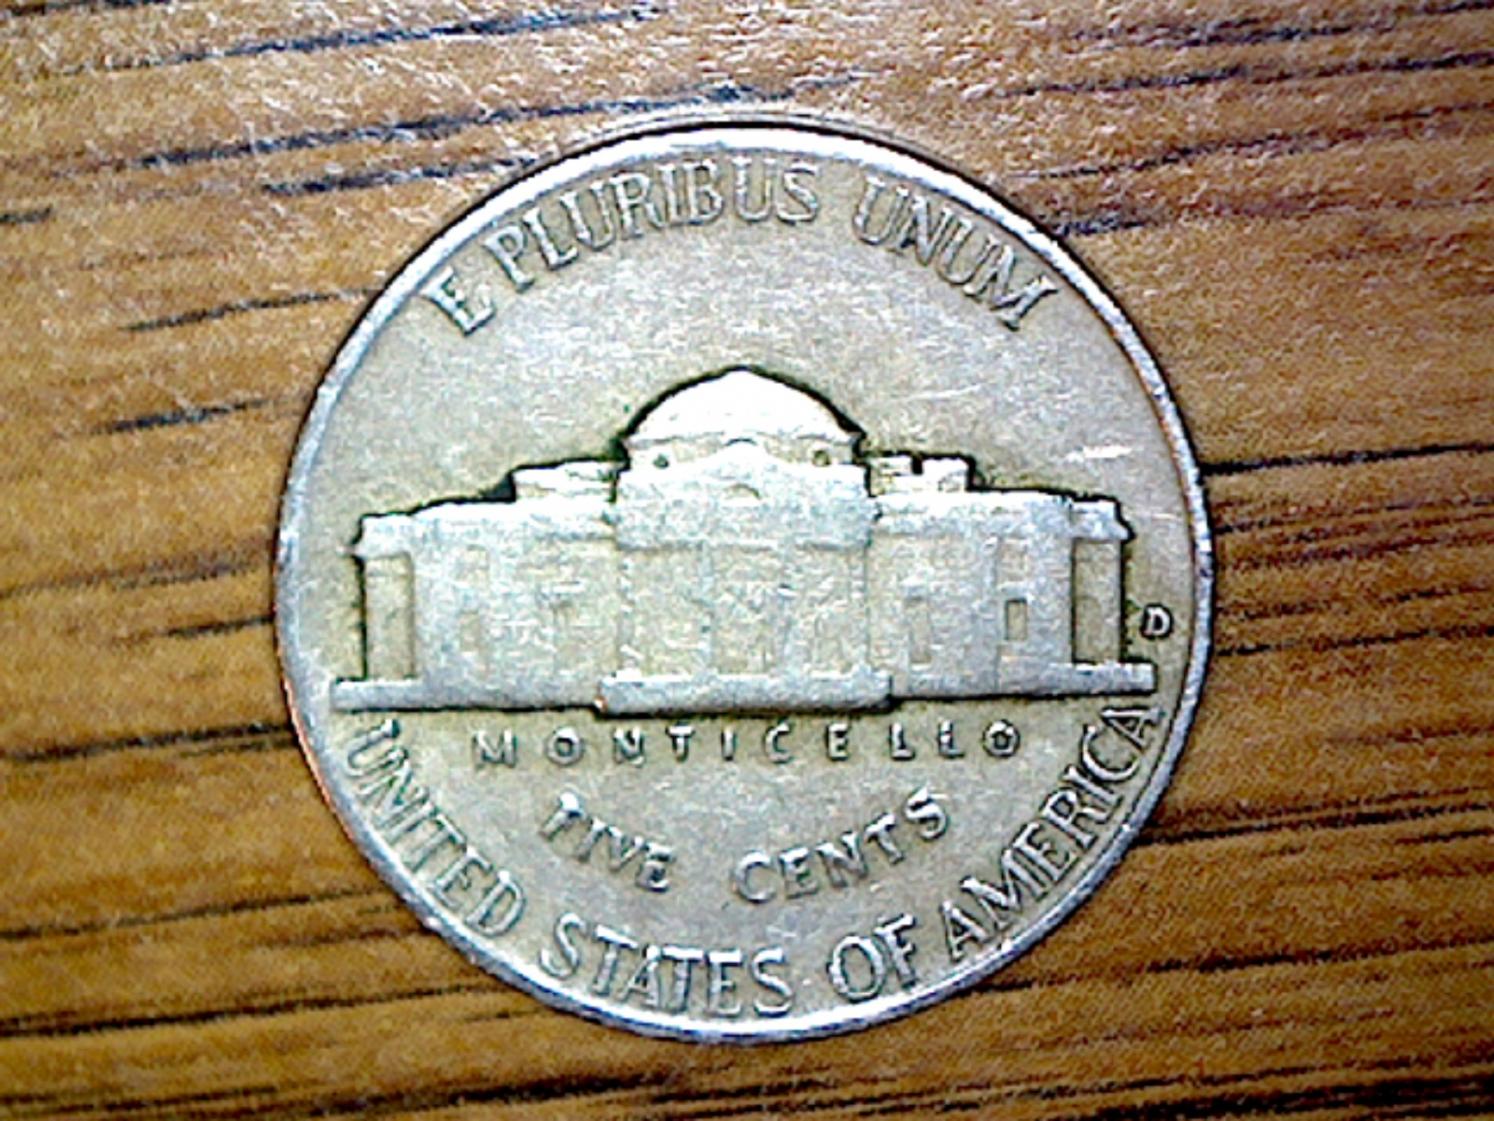 E PLURIBUS UNUM
D
MONTICELLO
FIVE CENTS
UNITED STATES OF AMERICA